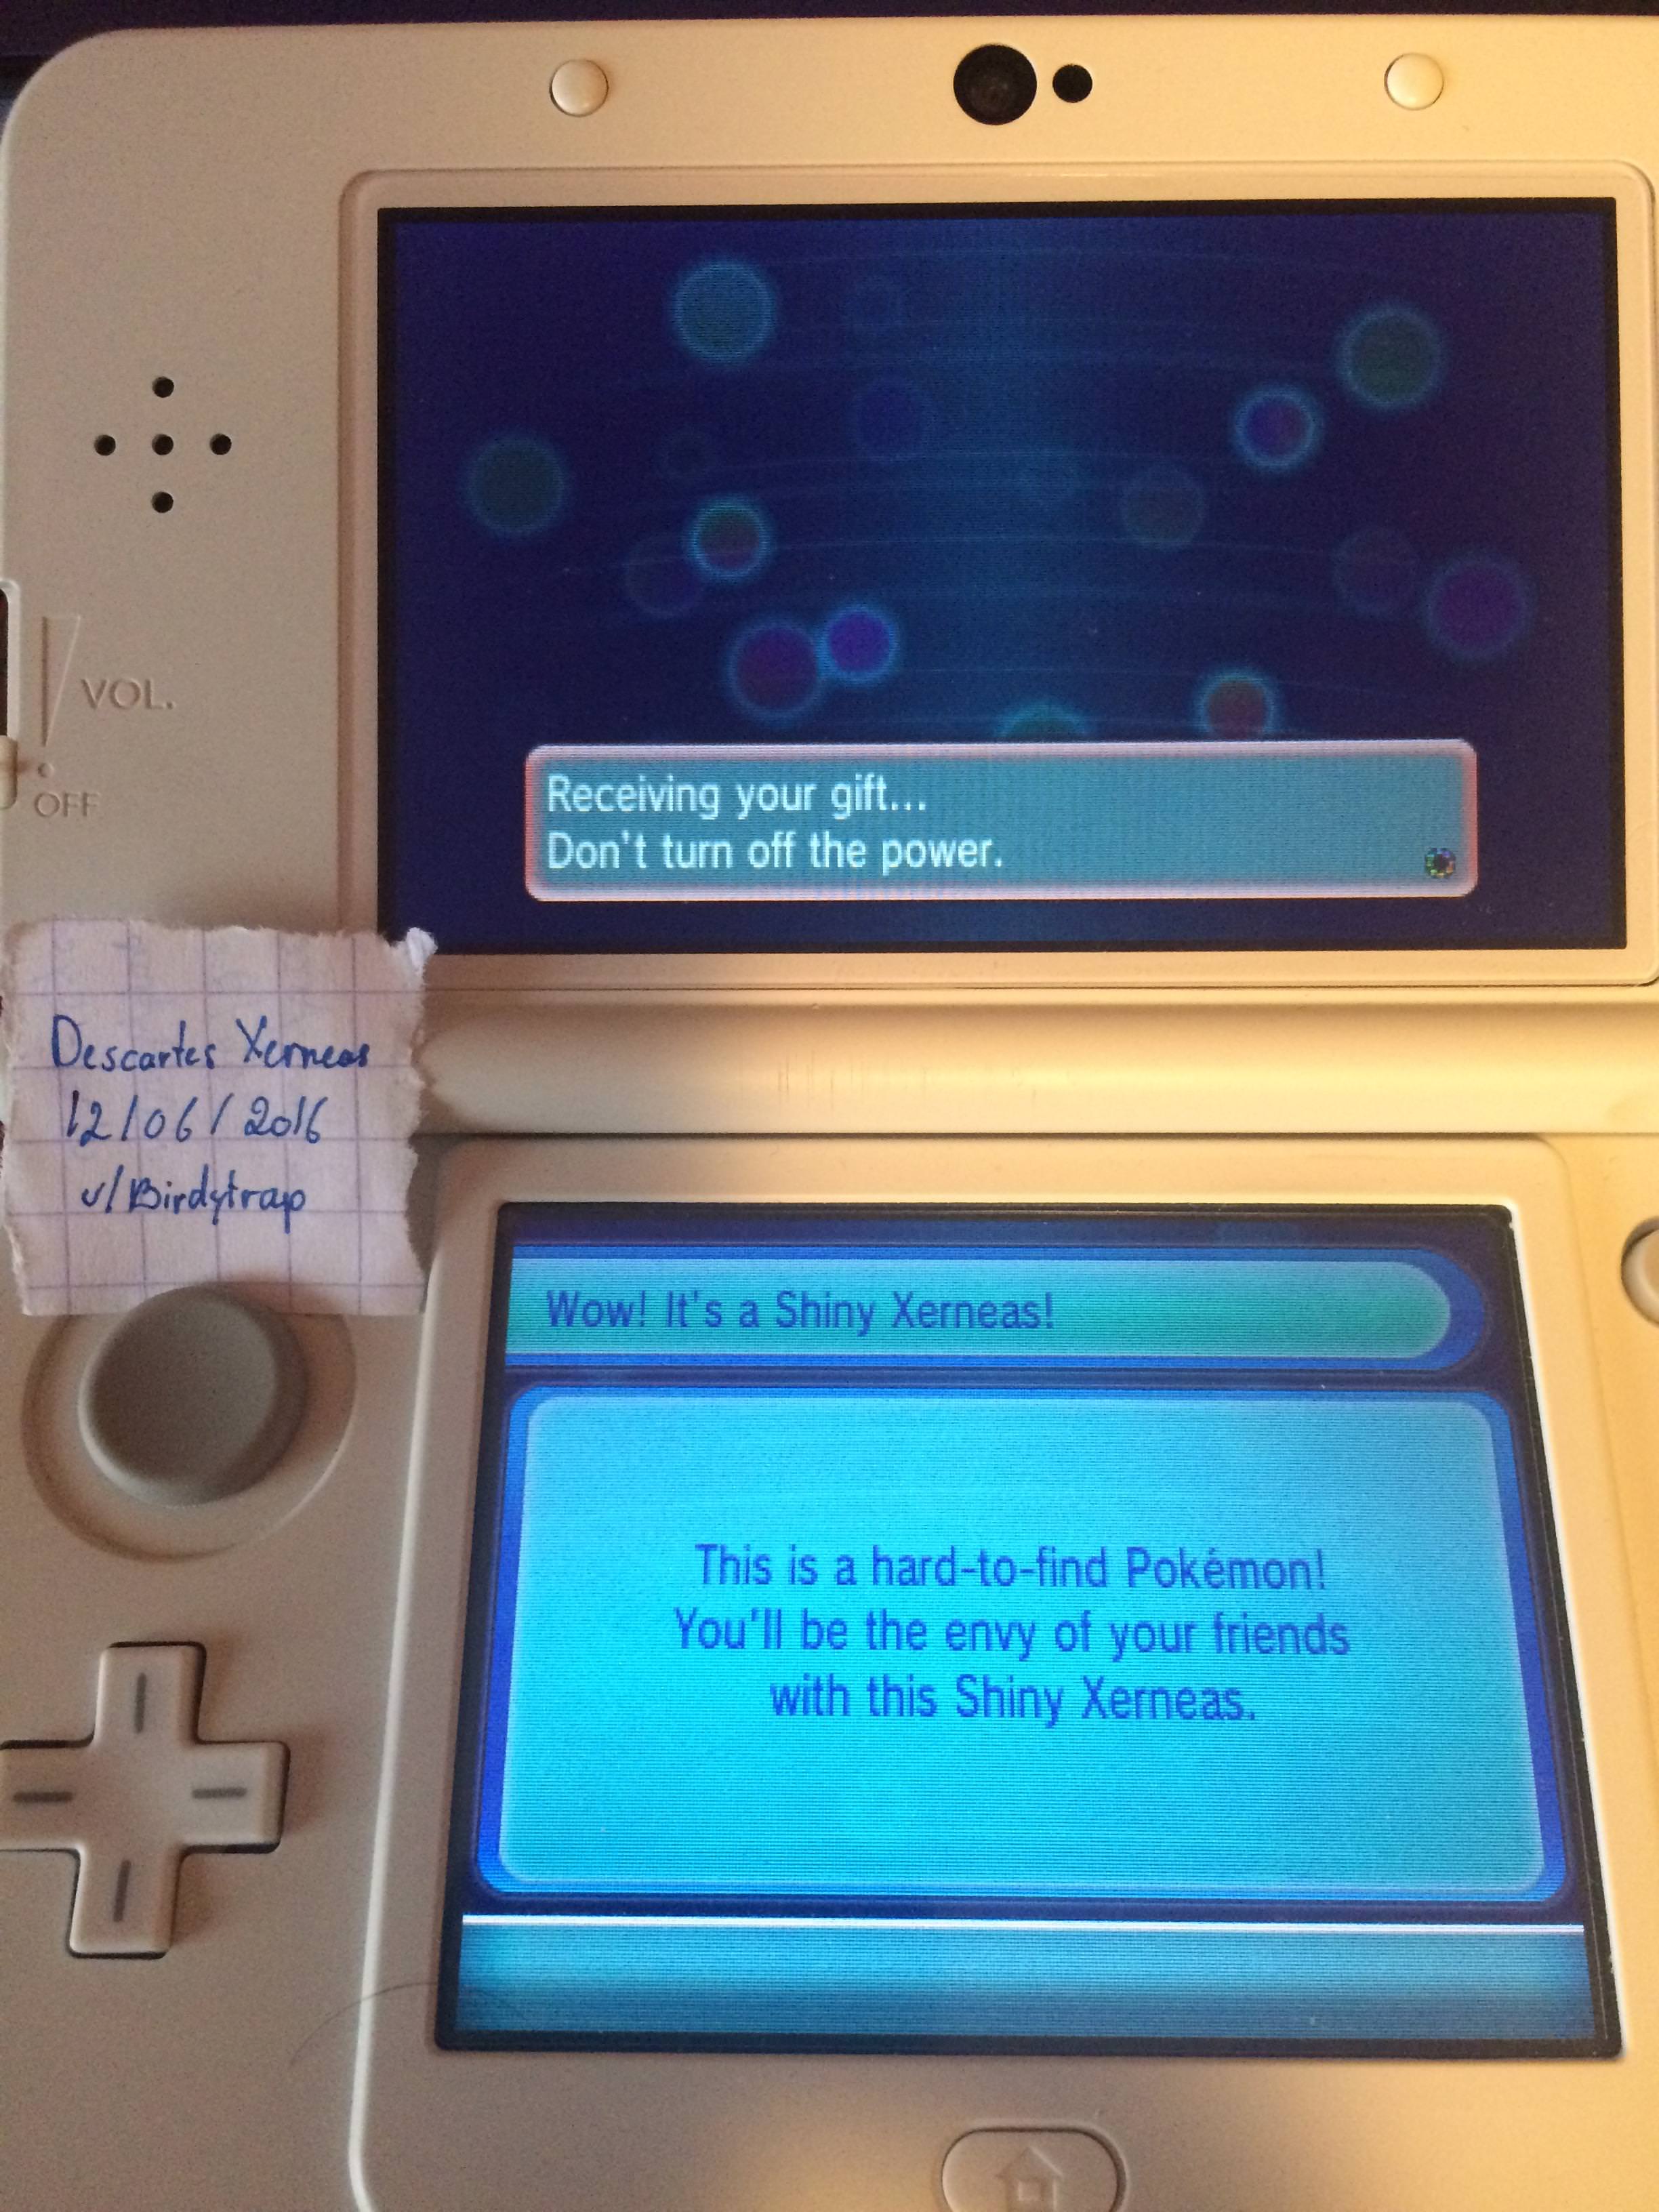 Receiving your gift...
Don't turn off the power.
VOL.
OFF
Descartes Xerneas
12/06/2016
u/Birdytrap
Wow! It's a Shiny Xerneas!
This is a hard-to-find Pokémon!
You'll be the envy of your friends
with this Shiny Xerneas.